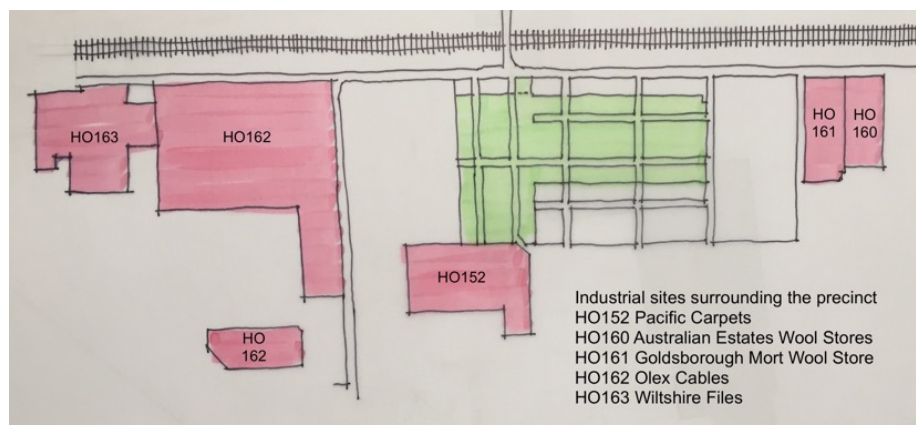 HO163
HO162
HO
161
HO
160
HO152
HO
162
Industrial sites surrounding the precinct
HO152 Pacific Carpets
HO160 Australian Estates Wool Stores
HO161 Goldsborough Mort Wool Store
HO162 Olex Cables
HO163 Wiltshire Files